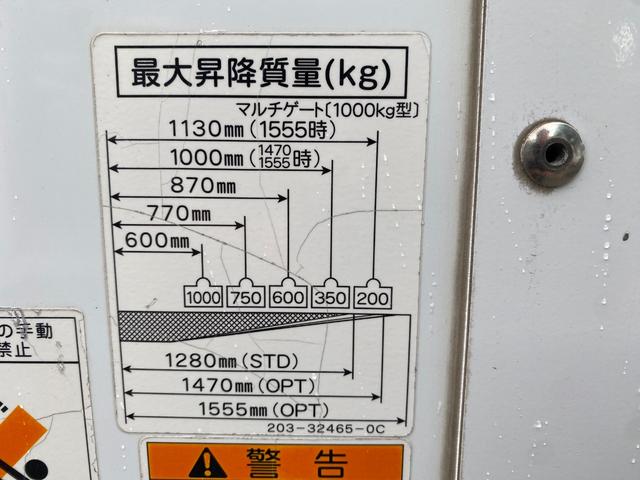 最大昇降質量(kg)
マルチゲート〔1000kg型〕
1130mm(1555時)
1000mm(1470 1555時)
870mm
770mm
600mm
1000 750 600 350 200
1280mm(STD)
1470mm(OPT)
1555mm(OPT)
203-32465-0C
の手動
禁止
警告